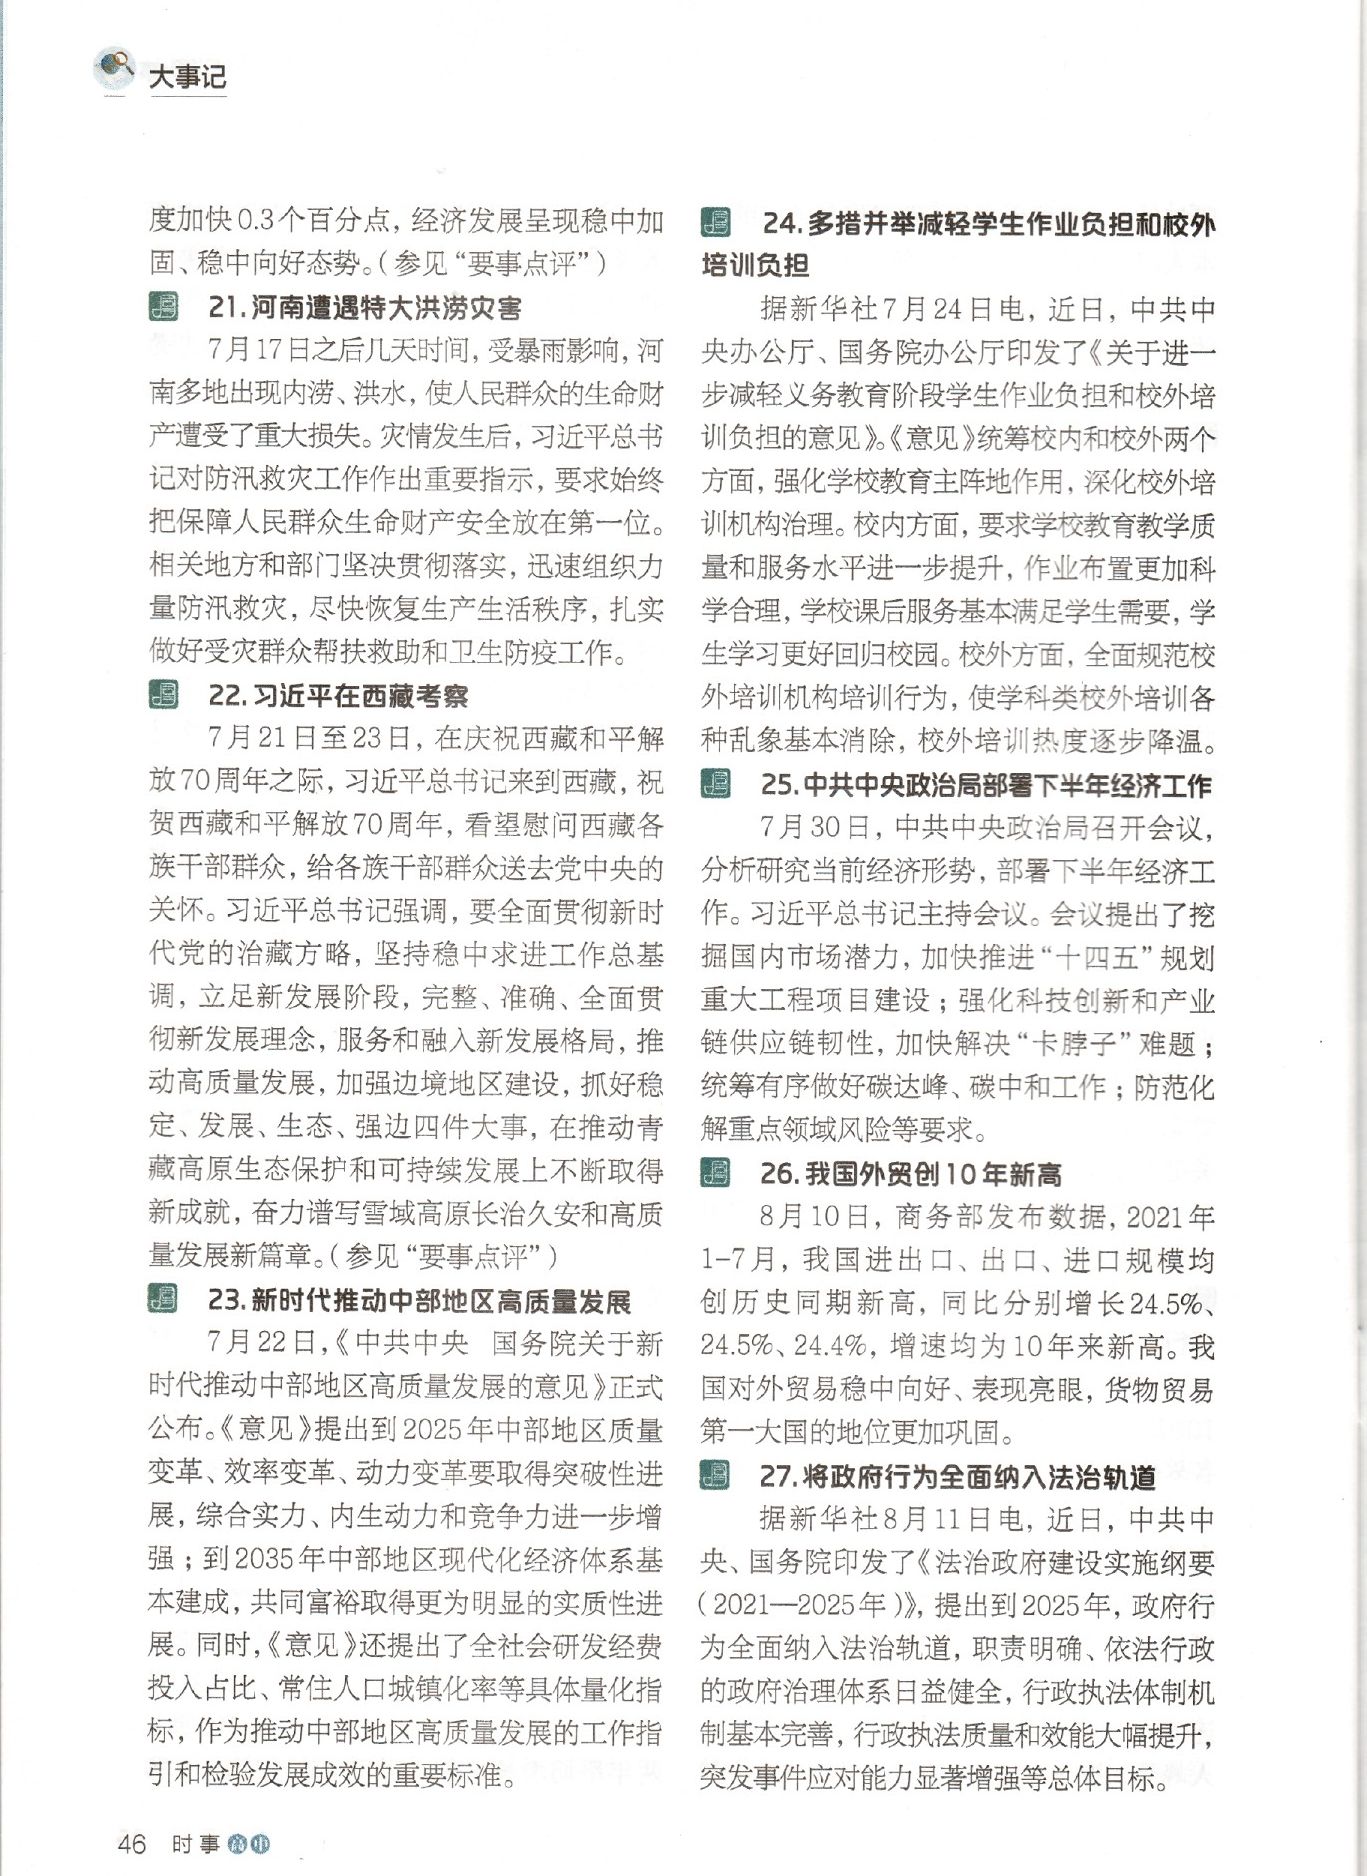 大事记
度加快0.3个百分点，经济发展呈现稳中加
固、稳中向好态势。（参见“要事点评”）
21.河南遭遇特大洪涝灾害
7月17日之后几天时间，受暴雨影响，河
南多地出现内涝、洪水，使人民群众的生命财
产遭受了重大损失。灾情发生后，习近平总书
记对防汛救灾工作作出重要指示，要求始终
把保障人民群众生命财产安全放在第一位。
相关地方和部门坚决贯彻落实，迅速组织力
量防汛救灾，尽快恢复生产生活秩序，扎实
做好受灾群众帮扶救助和卫生防疫工作。
22.习近平在西藏考察
7月21日至23日，在庆祝西藏和平解
放70周年之际，习近平总书记来到西藏，祝
贺西藏和平解放70周年，看望慰问西藏各
族干部群众，给各族干部群众送去党中央的
关怀。习近平总书记强调，要全面贯彻新时
代党的治藏方略，坚持稳中求进工作总基
调，立足新发展阶段，完整、准确、全面贯
彻新发展理念，服务和融入新发展格局，推
动高质量发展，加强边境地区建设，抓好稳
定、发展、生态、强边四件大事，在推动青
藏高原生态保护和可持续发展上不断取得
新成就，奋力谱写雪域高原长治久安和高质
量发展新篇章。（参见“要事点评”）
23.新时代推动中部地区高质量发展
7月22日，《中共中央 国务院关于新
时代推动中部地区高质量发展的意见》正式
公布。《意见》提出到2025年中部地区质量
变革、效率变革、动力变革要取得突破性进
展，综合实力、内生动力和竞争力进一步增
强；到2035年中部地区现代化经济体系基
本建成，共同富裕取得更为明显的实质性进
展。同时，《意见》还提出了全社会研发经费
投入占比、常住人口城镇化率等具体量化指
标，作为推动中部地区高质量发展的工作指
引和检验发展成效的重要标准。
24.多措并举减轻学生作业负担和校外
培训负担
据新华社7月24日电，近日，中共中
央办公厅、国务院办公厅印发了《关于进一
步减轻义务教育阶段学生作业负担和校外培
训负担的意见》。《意见》统筹校内和校外两个
方面，强化学校教育主阵地作用，深化校外培
训机构治理。校内方面，要求学校教育教学质
量和服务水平进一步提升，作业布置更加科
学合理，学校课后服务基本满足学生需要，学
生学习更好回归校园。校外方面，全面规范校
外培训机构培训行为，使学科类校外培训各
种乱象基本消除，校外培训热度逐步降温。
25.中共中央政治局部署下半年经济工作
7月30日，中共中央政治局召开会议，
分析研究当前经济形势，部署下半年经济工
作。习近平总书记主持会议。会议提出了挖
掘国内市场潜力，加快推进“十四五”规划
重大工程项目建设；强化科技创新和产业
链供应链韧性，加快解决“卡脖子”难题；
统筹有序做好碳达峰、碳中和工作；防范化
解重点领域风险等要求。
26.我国外贸创10年新高
8月10日，商务部发布数据，2021年
1–7月，我国进出口、出口、进口规模均
创历史同期新高，同比分别增长24.5%、
24.5%、24.4%，增速均为10年来新高。我
国对外贸易稳中向好、表现亮眼，货物贸易
第一大国的地位更加巩固。
27.将政府行为全面纳入法治轨道
据新华社8月11日电，近日，中共中
央、国务院印发了《法治政府建设实施纲要
（2021—2025年）》，提出到2025年，政府行
为全面纳入法治轨道，职责明确、依法行政
的政府治理体系日益健全，行政执法体制机
制基本完善，行政执法质量和效能大幅提升，
突发事件应对能力显著增强等总体目标。
46 时事高中